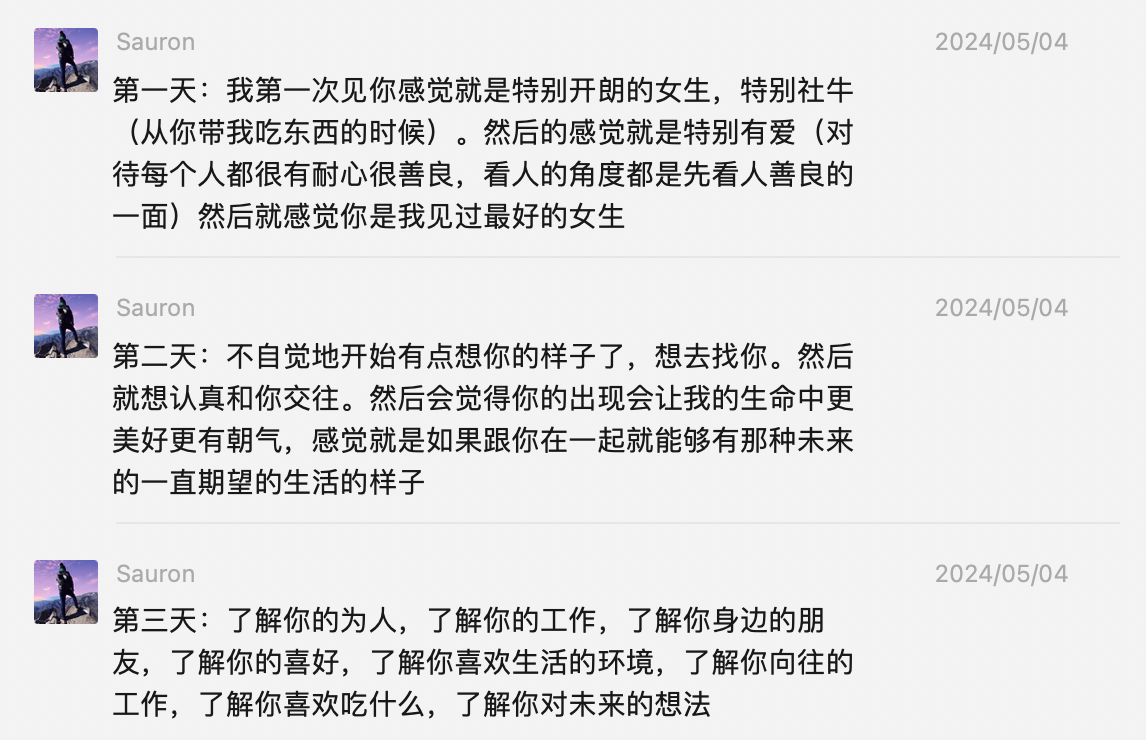 Sauron
2024/05/04
第一天：我第一次见你感觉就是特别开朗的女生，特别社牛
（从你带我吃东西的时候）。然后的感觉就是特别有爱（对
待每个人都很有耐心很善良，看人的角度都是先看人善良的
一面）然后就感觉你是我见过最好的女生
Sauron
2024/05/04
第二天：不自觉地开始有点想你的样子了，想去找你。然后
就想认真和你交往。然后会觉得你的出现会让我的生命中更
美好更有朝气，感觉就是如果跟你在一起就能够有那种未来
的一直期望的生活的样子
Sauron
2024/05/04
第三天：了解你的为人，了解你的工作，了解你身边的朋
友，了解你的喜好，了解你喜欢生活的环境，了解你向往的
工作，了解你喜欢吃什么，了解你对未来的想法